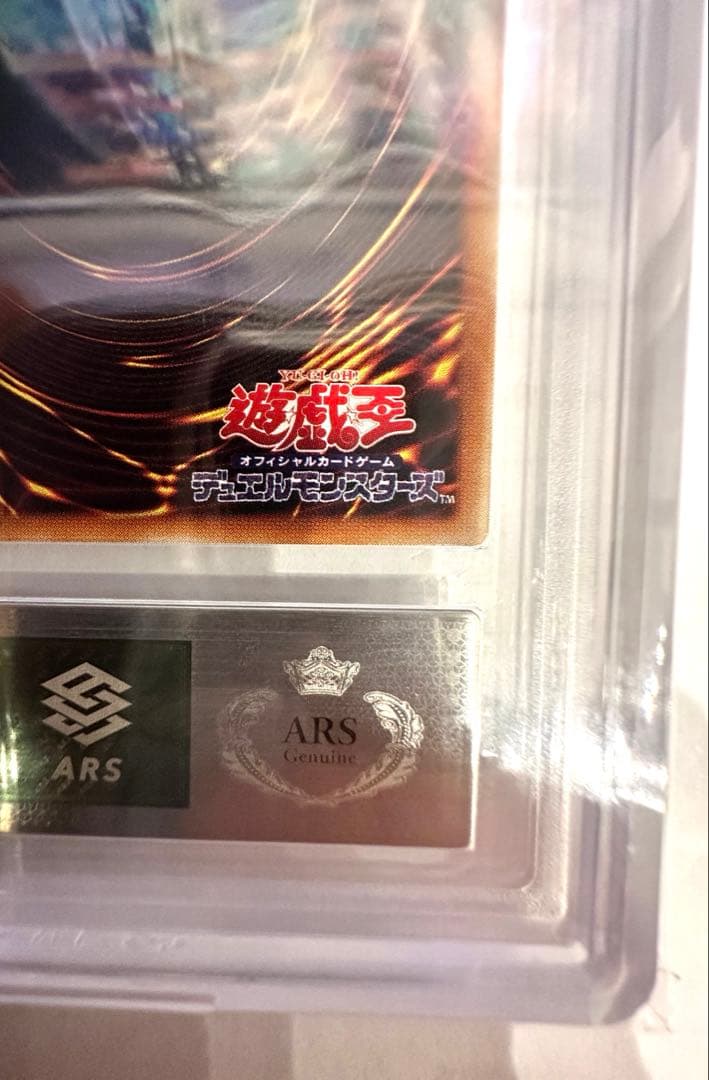 YU-GI-OH!
遊☆戯☆王
オフィシャルカードゲーム
デュエルモンスターズ TM
ARS
ARS
Genuine